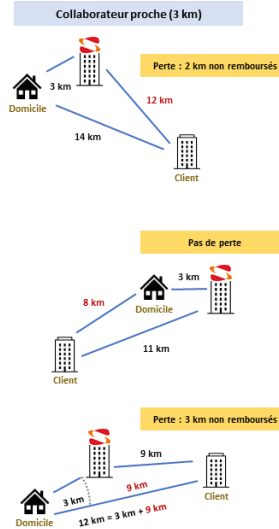 Collaborateur proche (3 km)
Perte : 2 km non remboursés
3 km
Domicile
12 km
14 km
Client
Pas de perte
3 km
8 km
Domicile
11 km
Client
Perte : 3 km non remboursés
9 km
9 km
3 km
Client
Domicile
12 km = 3 km + 9 km